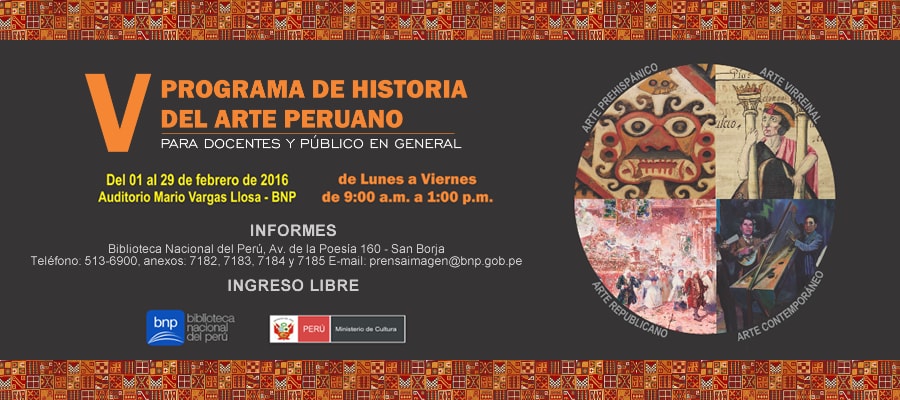 V PROGRAMA DE HISTORIA
DEL ARTE PERUANO
PARA DOCENTES Y PÚBLICO EN GENERAL
Del 01 al 29 de febrero de 2016
Auditorio Mario Vargas Llosa - BNP
de Lunes a Viernes
de 9:00 a.m. a 1:00 p.m.
INFORMES
Biblioteca Nacional del Perú, Av. de la Poesía 160 - San Borja
Teléfono: 513-6900, anexos: 7182, 7183, 7184 y 7185 E-mail: prensaimagen@bnp.gob.pe
INGRESO LIBRE
bnp
biblioteca
nacional
del perú
PERÚ
Ministerio de Cultura
ARTE PREHISPÁNICO
ARTE VIRREINAL
ARTE REPUBLICANO
ARTE CONTEMPORÁNEO